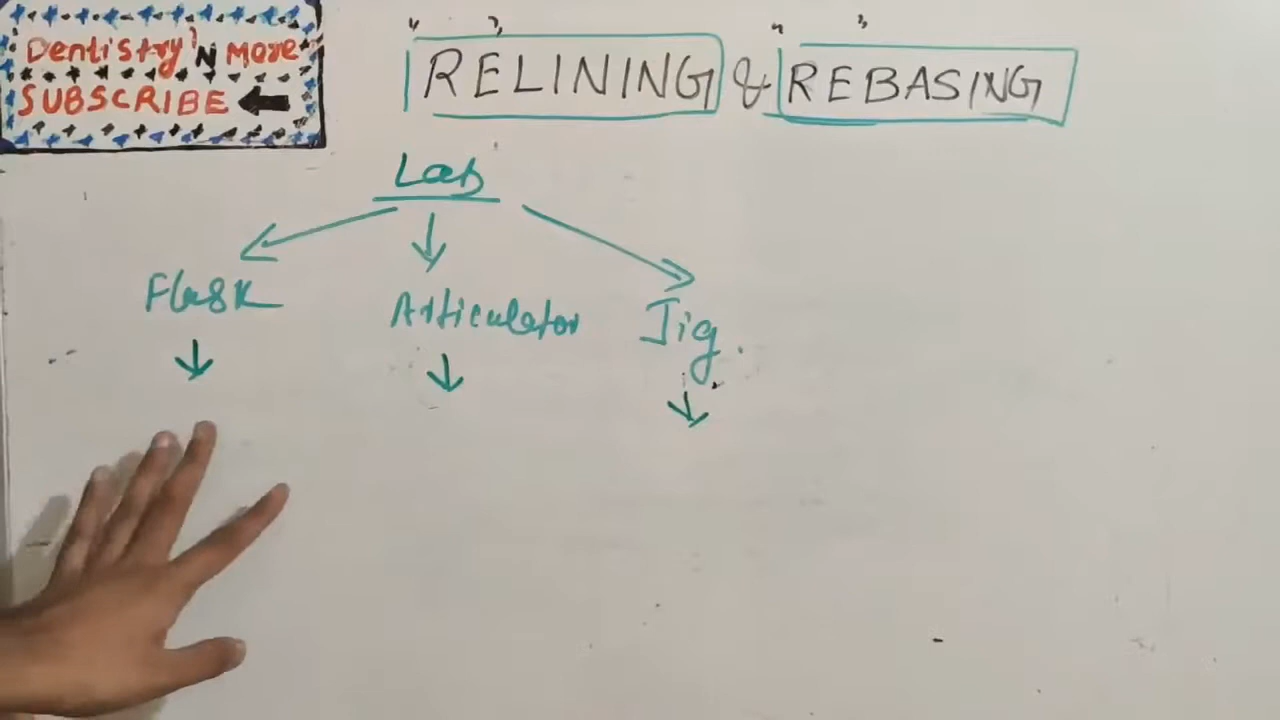 Dentistry'N More
SUBSCRIBE
"RELINING" & "REBASING"
Lab
Flask
Articulator
Jig